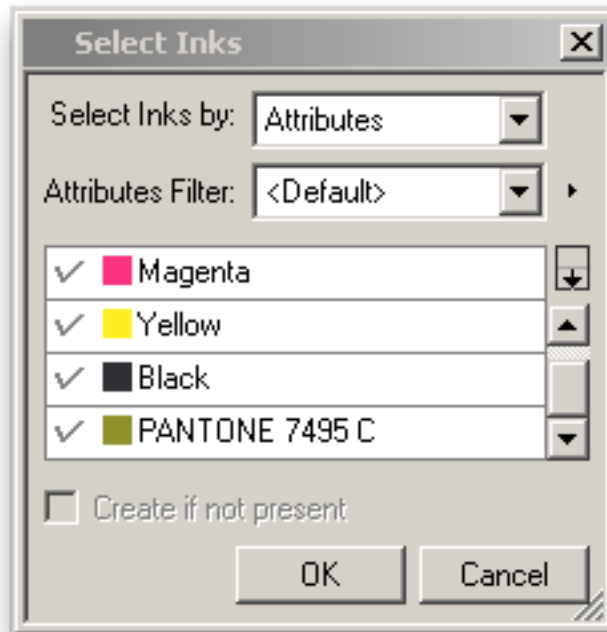 Select Inks
Select Inks by: Attributes
Attributes Filter: <Default>
Magenta
Yellow
Black
PANTONE 7495 C
Create if not present
OK Cancel